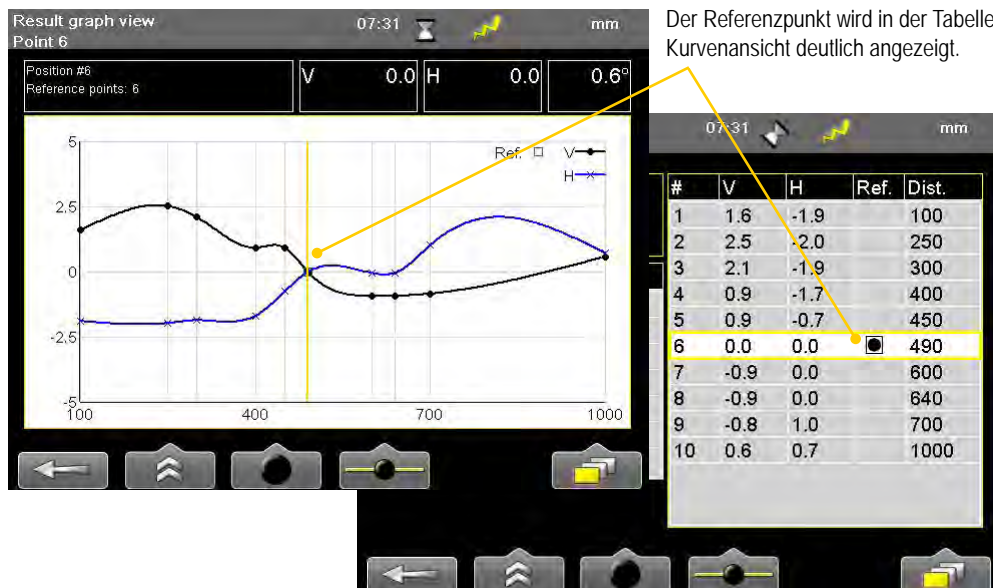 Result graph view
Point 6
07:31
mm
Der Referenzpunkt wird in der Tabelle
Kurvenansicht deutlich angezeigt.
Position #6
Reference points: 6
V 0.0 H 0.0 0.6°
Ref. V
H
5
2.5
0
-2.5
-5
100 400 700 1000
07:31 mm
# V H Ref. Dist.
1 1.6 -1.9 100
2 2.5 -2.0 250
3 2.1 -1.9 300
4 0.9 -1.7 400
5 0.9 -0.7 450
6 0.0 0.0 490
7 -0.9 0.0 600
8 -0.9 0.0 640
9 -0.8 1.0 700
10 0.6 0.7 1000